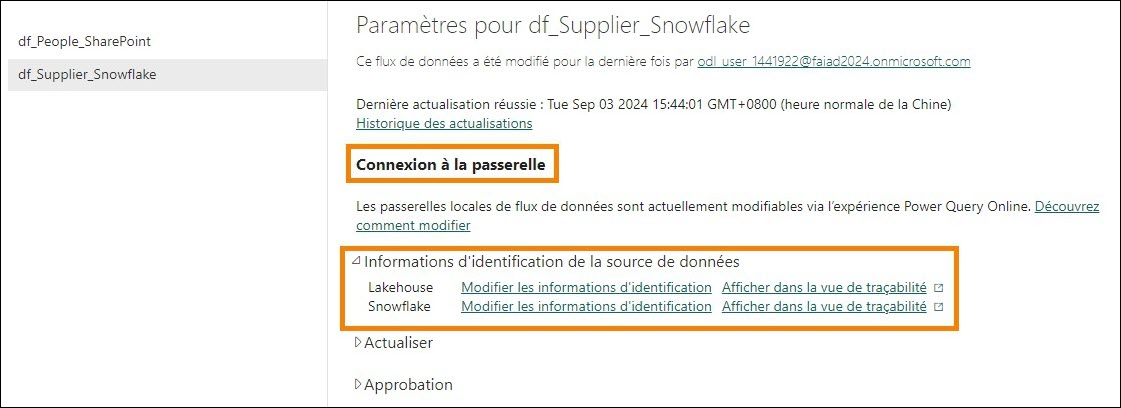 df_People_SharePoint
df_Supplier_Snowflake
Paramètres pour df_Supplier_Snowflake
Ce flux de données a été modifié pour la dernière fois par odl_user_1441922@faiad2024.onmicrosoft.com
Dernière actualisation réussie : Tue Sep 03 2024 15:44:01 GMT+0800 (heure normale de la Chine)
Historique des actualisations
Connexion à la passerelle
Les passerelles locales de flux de données sont actuellement modifiables via l’expérience Power Query Online. Découvrez
comment modifier
Informations d'identification de la source de données
Lakehouse Modifier les informations d'identification Afficher dans la vue de traçabilité
Snowflake Modifier les informations d'identification Afficher dans la vue de traçabilité
Actualiser
Approbation